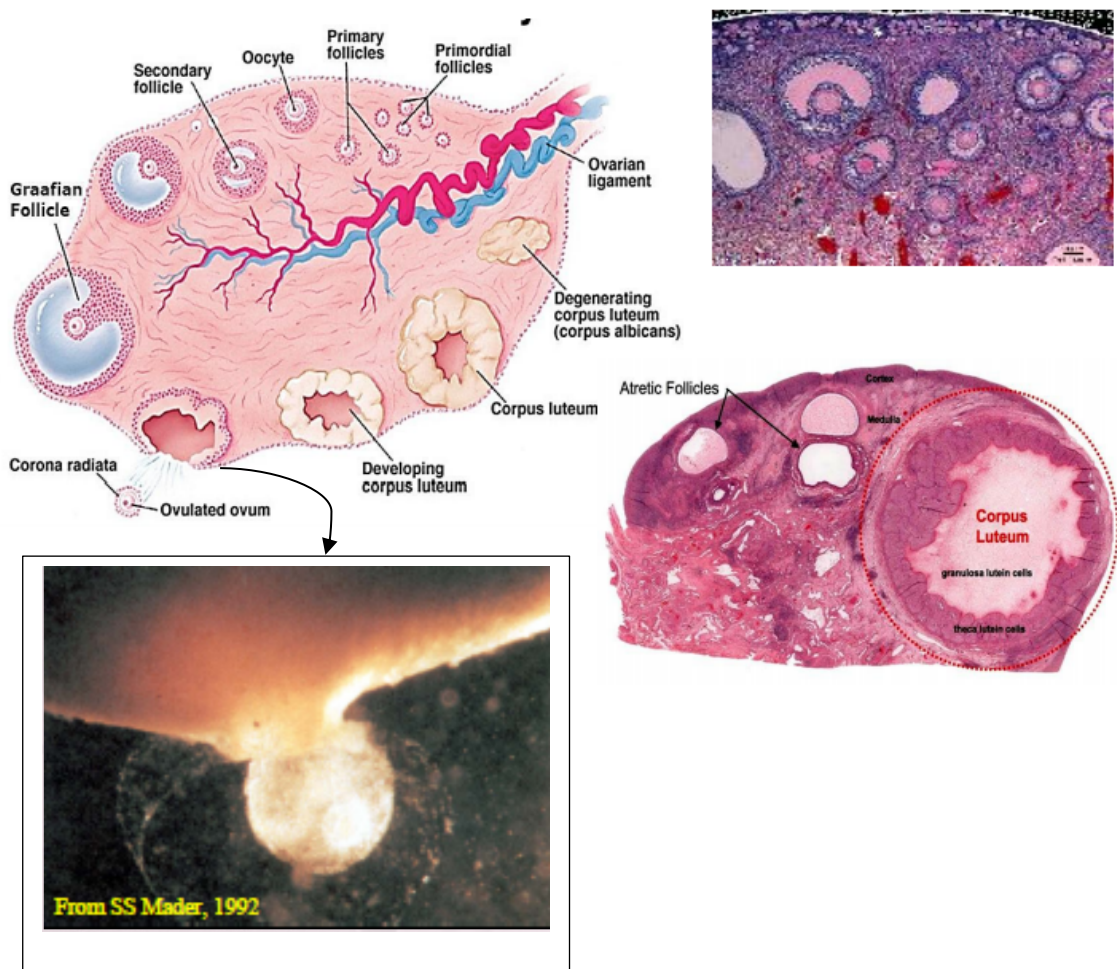 Primary
follicles
Primordial
follicles
Oocyte
Secondary
follicle
Ovarian
ligament
Graafian
Follicle
Degenerating
corpus luteum
(corpus albicans)
Corpus luteum
Developing
corpus luteum
Corona radiata
Ovulated ovum
From SS Mader, 1992
Cortex
Atretic Follicles
Medulla
Corpus
Luteum
granulosa lutein cells
theca lutein cells